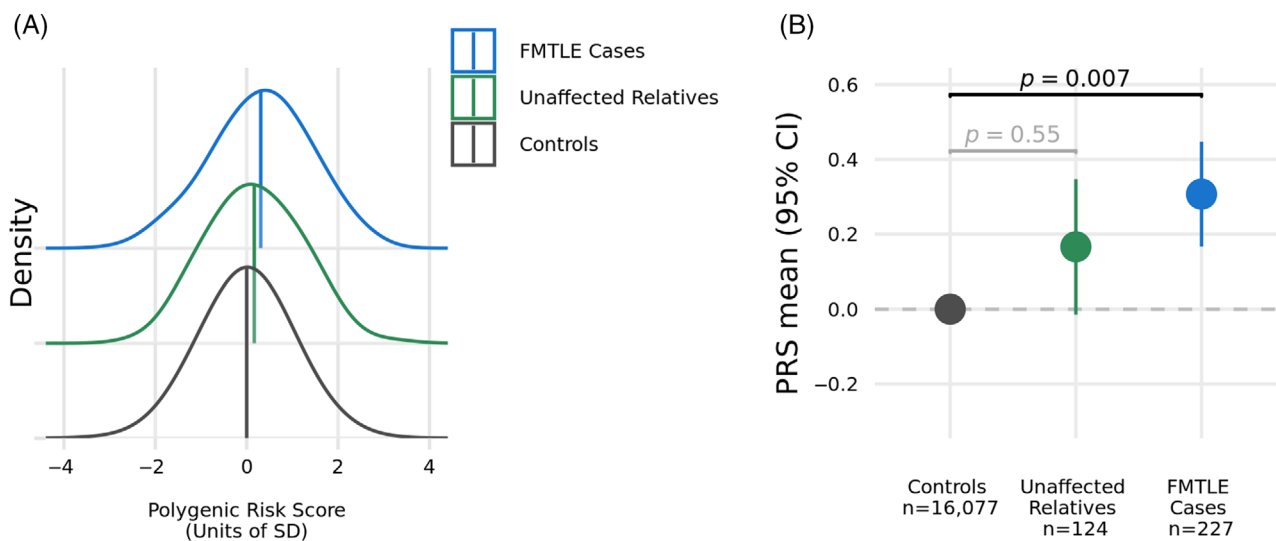 (A)
FMTLE Cases
Unaffected Relatives
Controls
Density
−4 −2 0 2 4
Polygenic Risk Score
(Units of SD)
(B)
p = 0.007
p = 0.55
PRS mean (95% CI)
0.6
0.4
0.2
0.0
−0.2
Controls
n=16,077
Unaffected
Relatives
n=124
FMTLE
Cases
n=227